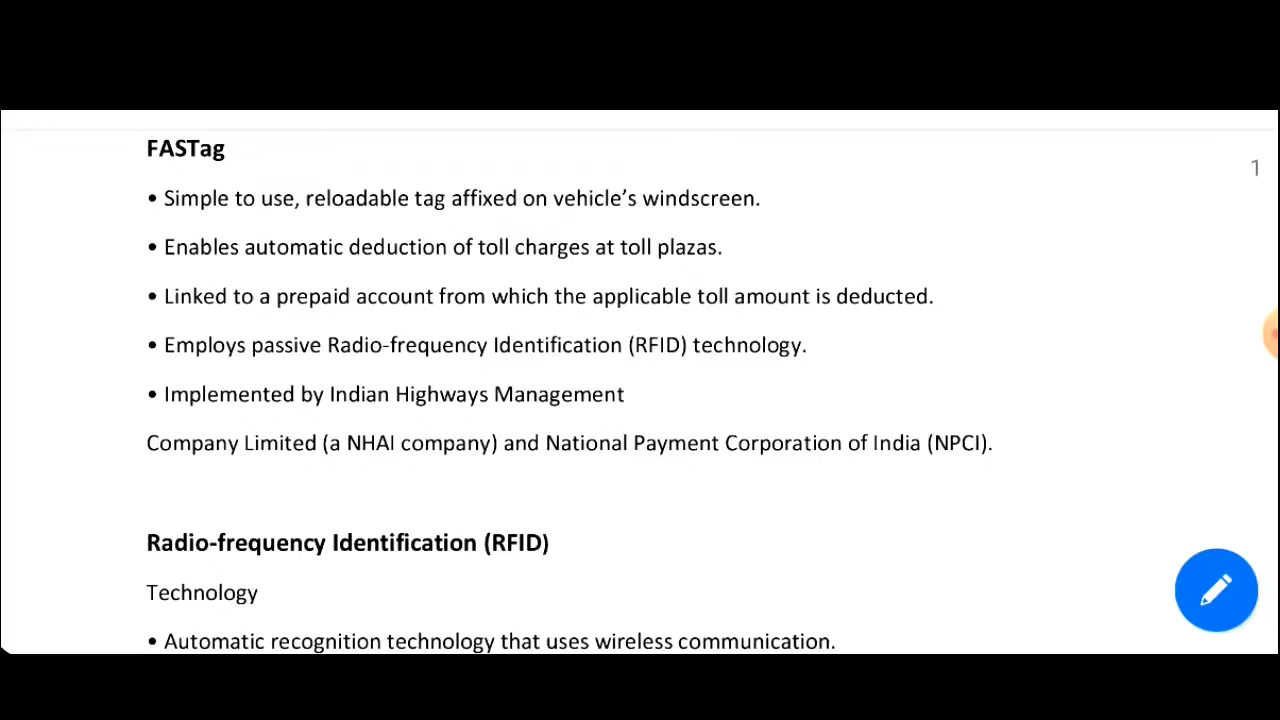 FASTag
1
• Simple to use, reloadable tag affixed on vehicle’s windscreen.
• Enables automatic deduction of toll charges at toll plazas.
• Linked to a prepaid account from which the applicable toll amount is deducted.
• Employs passive Radio-frequency Identification (RFID) technology.
• Implemented by Indian Highways Management
Company Limited (a NHAI company) and National Payment Corporation of India (NPCI).
Radio-frequency Identification (RFID)
Technology
• Automatic recognition technology that uses wireless communication.